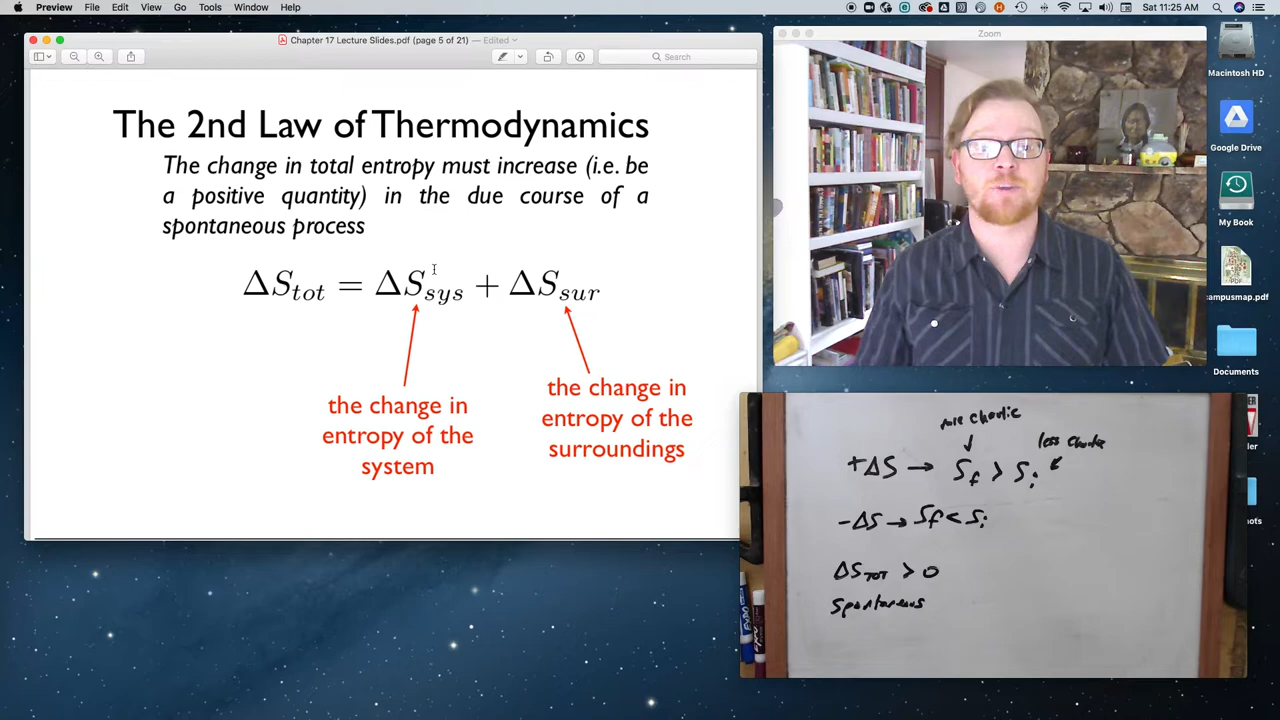 Preview File Edit View Go Tools Window Help
Sat 11:25 AM
Chapter 17 Lecture Slides.pdf (page 5 of 21) — Edited
Search
The 2nd Law of Thermodynamics
The change in total entropy must increase (i.e. be
a positive quantity) in the due course of a
spontaneous process
ΔS_tot = ΔS_sys + ΔS_sur
the change in
entropy of the
system
the change in
entropy of the
surroundings
Zoom
Macintosh HD
Google Drive
My Book
campusmap.pdf
Documents
more chaotic
less chaotic
+ΔS → S_f > S_i
-ΔS → S_f < S_i
ΔS_TOT > 0
Spontaneous
EXPO